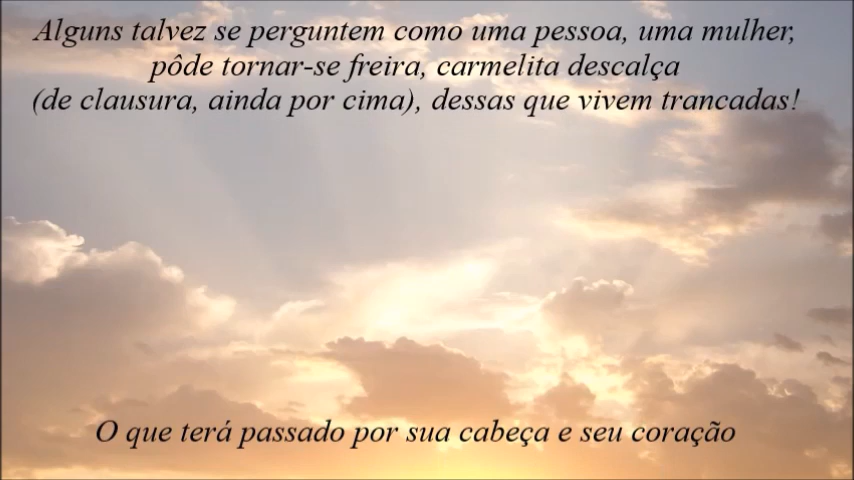 Alguns talvez se perguntem como uma pessoa, uma mulher,
pôde tornar-se freira, carmelita descalça
(de clausura, ainda por cima), dessas que vivem trancadas!
O que terá passado por sua cabeça e seu coração